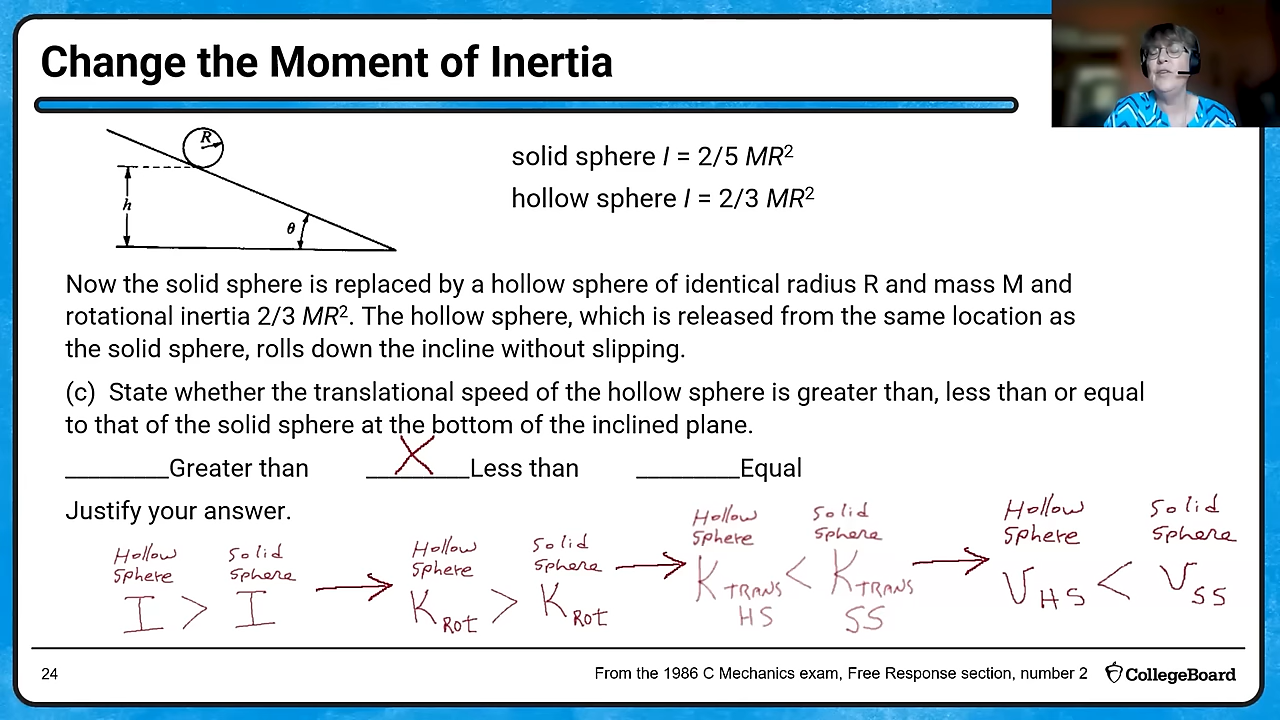 Change the Moment of Inertia
R
h
θ
solid sphere I = 2/5 MR²
hollow sphere I = 2/3 MR²
Now the solid sphere is replaced by a hollow sphere of identical radius R and mass M and
rotational inertia 2/3 MR². The hollow sphere, which is released from the same location as
the solid sphere, rolls down the incline without slipping.
(c) State whether the translational speed of the hollow sphere is greater than, less than or equal
to that of the solid sphere at the bottom of the inclined plane.
________Greater than ____X____Less than ________Equal
Justify your answer.
Hollow Sphere Solid Sphere
I > I
→
Hollow Sphere Solid Sphere
K ROT > K ROT
→
Hollow Sphere Solid Sphere
K TRANS HS < K TRANS SS
→
Hollow Sphere Solid Sphere
V HS < V SS
24
From the 1986 C Mechanics exam, Free Response section, number 2
CollegeBoard